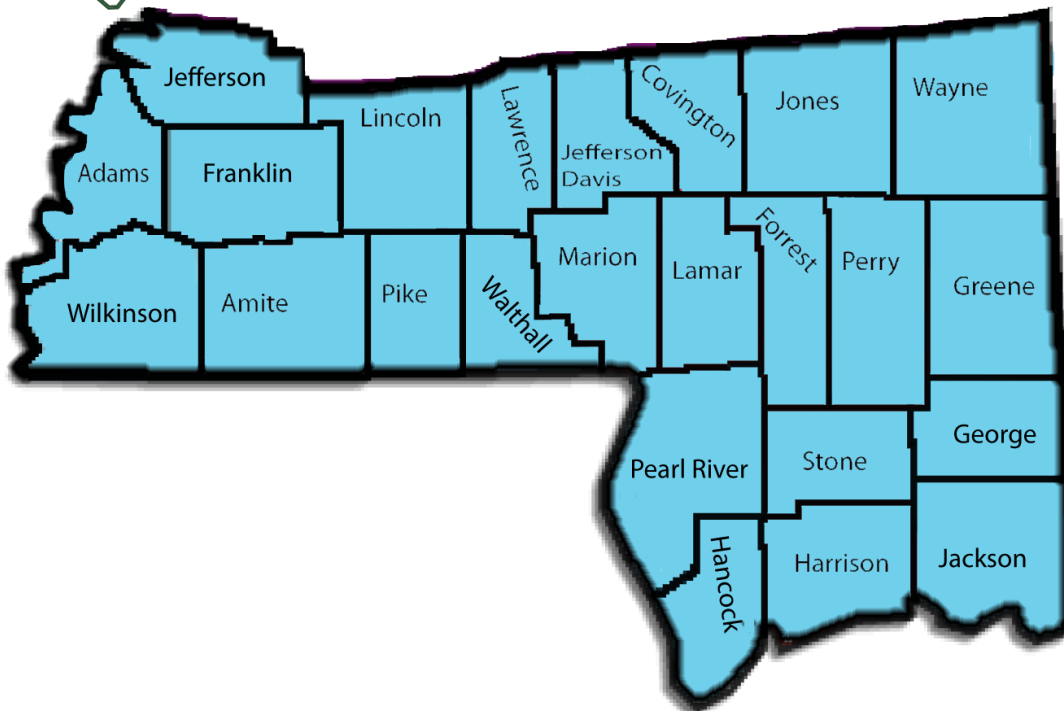 Jefferson
Lincoln
Lawrence
Jefferson
Davis
Covington
Jones
Wayne
Adams
Franklin
Wilkinson
Amite
Pike
Walthall
Marion
Lamar
Forrest
Perry
Greene
Pearl River
Stone
George
Hancock
Harrison
Jackson